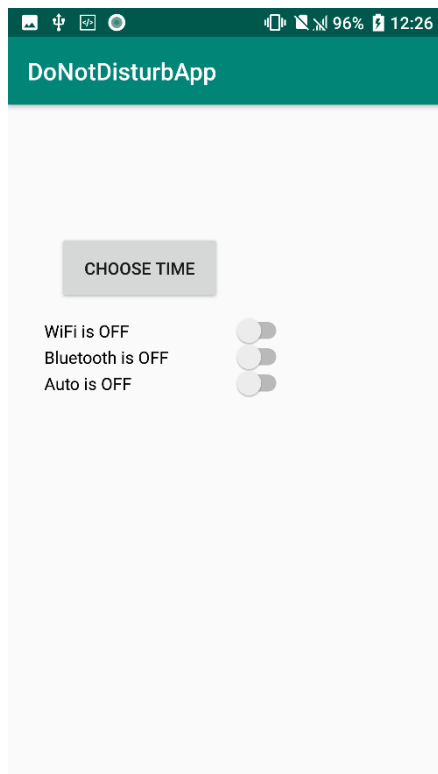 96% 12:26
DoNotDisturbApp
CHOOSE TIME
WiFi is OFF
Bluetooth is OFF
Auto is OFF